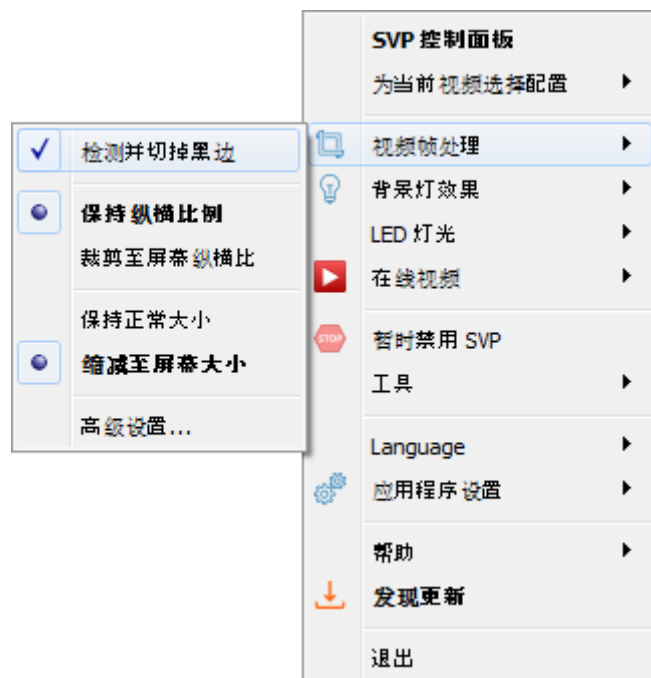 SVP 控制面板
为当前视频选择配置
视频帧处理
背景灯效果
LED 灯光
在线视频
STOP
暂时禁用 SVP
工具
Language
应用程序设置
帮助
发现更新
退出
检测并切掉黑边
保持纵横比例
裁剪至屏幕纵横比
保持正常大小
缩减至屏幕大小
高级设置...